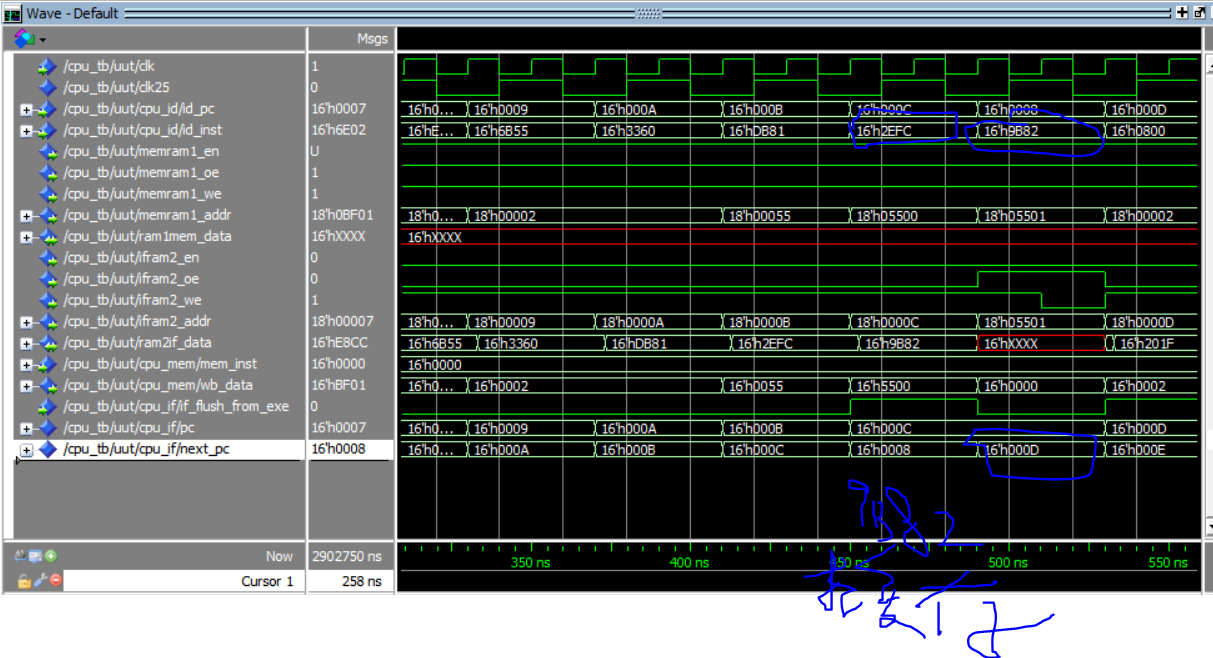 Wave - Default
Msgs
/cpu_tb/uut/clk 1
/cpu_tb/uut/clk25 0
/cpu_tb/uut/cpu_id/id_pc 16'h0007 16'h0... 16'h0009 16'h000A 16'h000B 16'h000C 16'h0008 16'h000D
/cpu_tb/uut/cpu_id/id_inst 16'h6E02 16'hE... 16'h6B55 16'h3360 16'hDB81 16'h2EFC 16'h9B82 16'h0800
/cpu_tb/uut/memram1_en U
/cpu_tb/uut/memram1_oe 1
/cpu_tb/uut/memram1_we 1
/cpu_tb/uut/memram1_addr 18'h0BF01 18'h0... 18'h00002 18'h00055 18'h05500 18'h05501 18'h00002
/cpu_tb/uut/ram1mem_data 16'hXXXX 16'hXXXX
/cpu_tb/uut/ifram2_en 0
/cpu_tb/uut/ifram2_oe 0
/cpu_tb/uut/ifram2_we 1
/cpu_tb/uut/ifram2_addr 18'h00007 18'h0... 18'h00009 18'h0000A 18'h0000B 18'h0000C 18'h05501 18'h0000D
/cpu_tb/uut/ram2if_data 16'hE8CC 16'h6B55 16'h3360 16'hDB81 16'h2EFC 16'h9B82 16'hXXXX 16'h201F
/cpu_tb/uut/cpu_mem/mem_inst 16'h0000 16'h0000
/cpu_tb/uut/cpu_mem/wb_data 16'hBF01 16'h0... 16'h0002 16'h0055 16'h5500 16'h0000 16'h0002
/cpu_tb/uut/cpu_if/if_flush_from_exe 0
/cpu_tb/uut/cpu_if/pc 16'h0007 16'h0... 16'h0009 16'h000A 16'h000B 16'h000C 16'h000D
/cpu_tb/uut/cpu_if/next_pc 16'h0008 16'h0... 16'h000A 16'h000B 16'h000C 16'h0008 16'h000D 16'h000E
Now 2902750 ns 350 ns 400 ns 450 ns 500 ns 550 ns
Cursor 1 258 ns